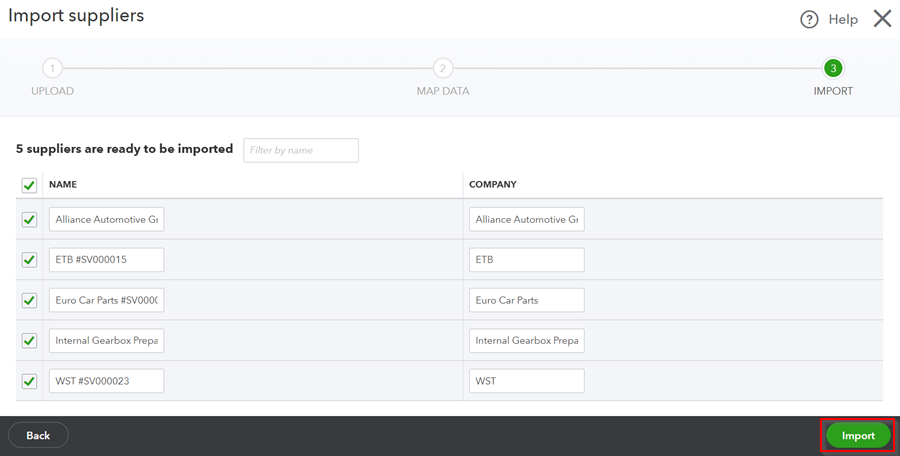 Import suppliers
? Help
1 2 3
UPLOAD MAP DATA IMPORT
5 suppliers are ready to be imported Filter by name
NAME COMPANY
Alliance Automotive Gr Alliance Automotive Gr
ETB #SV000015 ETB
Euro Car Parts #SV000 Euro Car Parts
Internal Gearbox Prepa Internal Gearbox Prepa
WST #SV000023 WST
Back Import